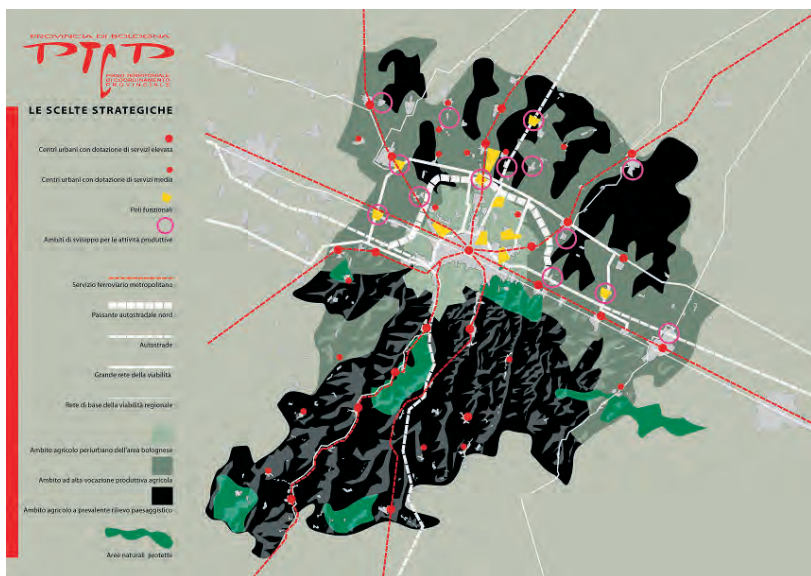 PROVINCIA DI BOLOGNA
PTCP
PIANO TERRITORIALE
DI COORDINAMENTO
PROVINCIALE
LE SCELTE STRATEGICHE
Centri urbani con dotazione di servizi elevata
Centri urbani con dotazione di servizi media
Poli funzionali
Ambiti di sviluppo per le attività produttive
Servizio ferroviario metropolitano
Passante autostradale nord
Autostrade
Grande rete della viabilità
Rete di base della viabilità regionale
Ambito agricolo periurbano dell'area bolognese
Ambito ad alta vocazione produttiva agricola
Ambito agricolo a prevalente rilievo paesaggistico
Aree naturali protette